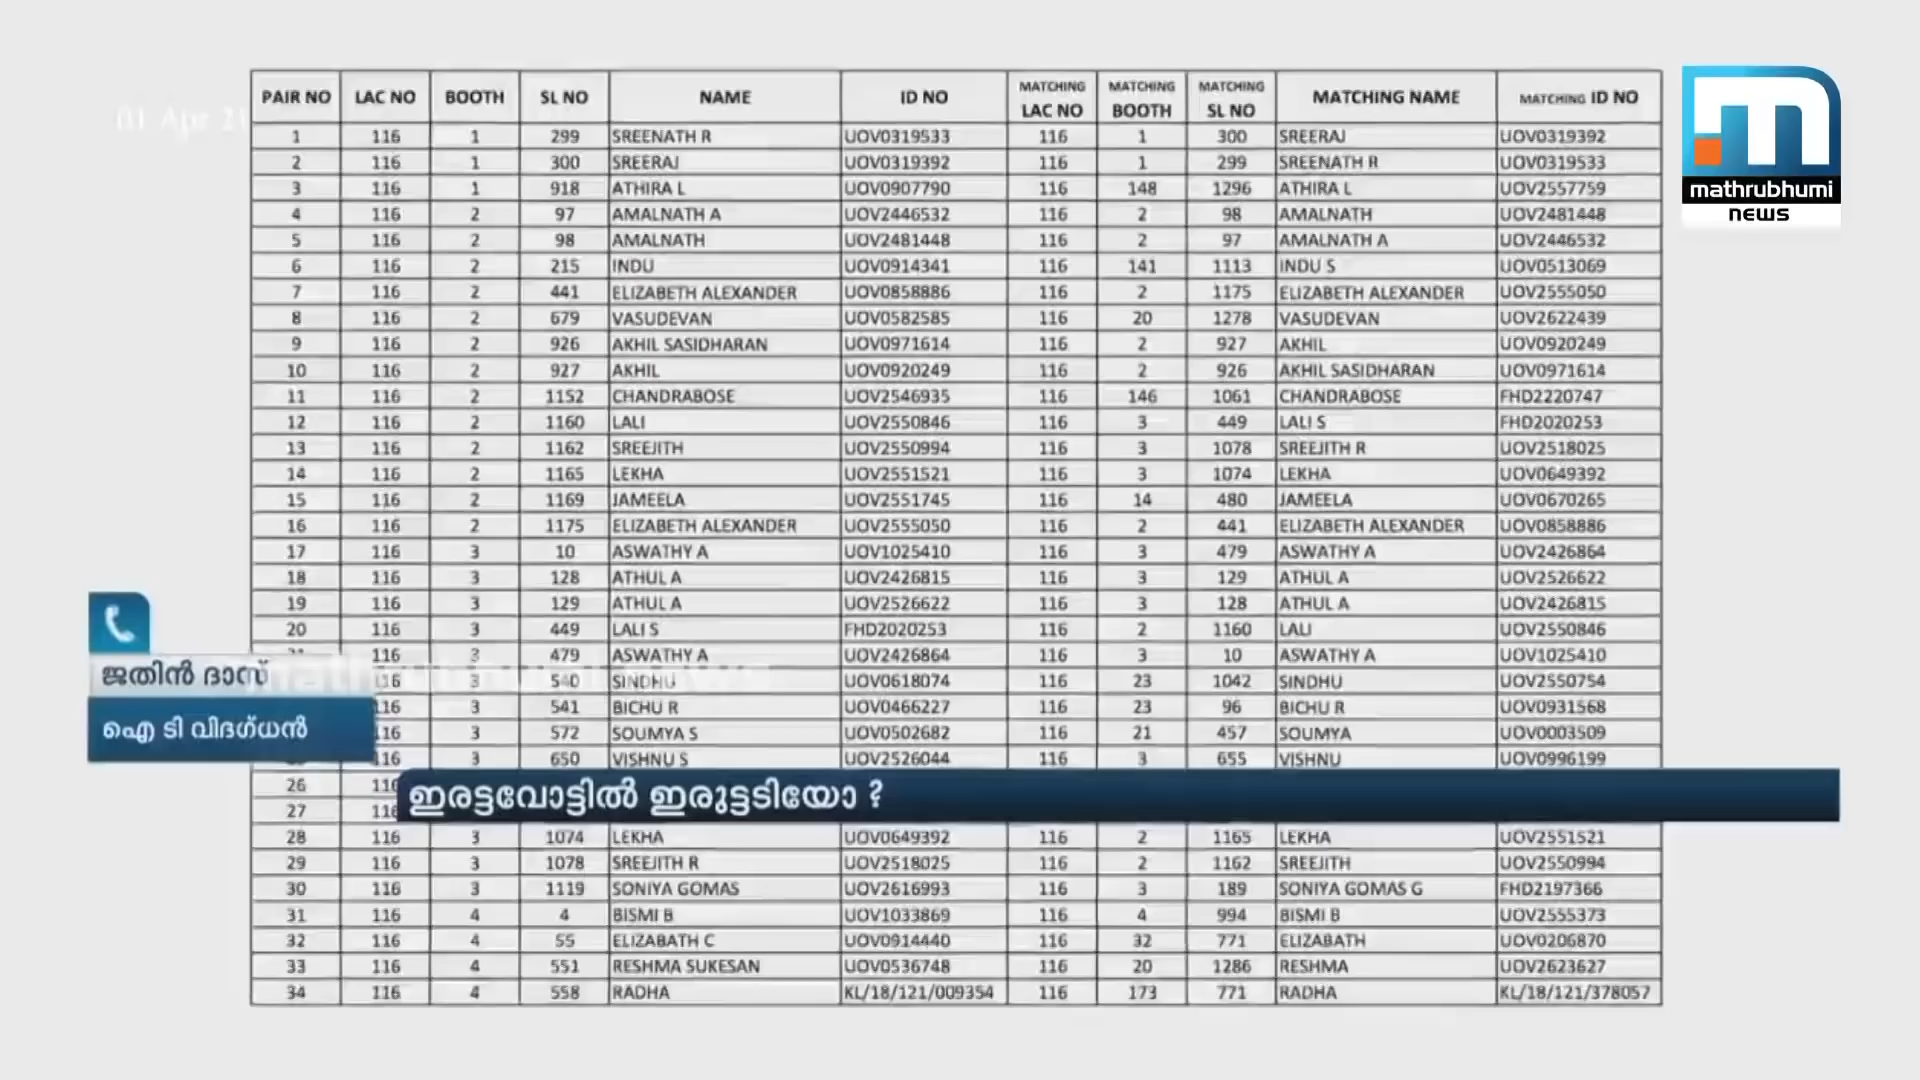 01 Apr 21
mathrubhumi
news
PAIR NO LAC NO BOOTH SL NO NAME ID NO MATCHING LAC NO MATCHING BOOTH MATCHING SL NO MATCHING NAME MATCHING ID NO
1 116 1 299 SREENATH R UOV0319533 116 1 300 SREERAJ UOV0319392
2 116 1 300 SREERAJ UOV0319392 116 1 299 SREENATH R UOV0319533
3 116 1 918 ATHIRA L UOV0907790 116 148 1296 ATHIRA L UOV2557759
4 116 2 97 AMALNATH A UOV2446532 116 2 98 AMALNATH UOV2481448
5 116 2 98 AMALNATH UOV2481448 116 2 97 AMALNATH A UOV2446532
6 116 2 215 INDU UOV0914341 116 141 1113 INDU S UOV0513069
7 116 2 441 ELIZABETH ALEXANDER UOV0858886 116 2 1175 ELIZABETH ALEXANDER UOV2555050
8 116 2 679 VASUDEVAN UOV0582585 116 20 1278 VASUDEVAN UOV2622439
9 116 2 926 AKHIL SASIDHARAN UOV0971614 116 2 927 AKHIL UOV0920249
10 116 2 927 AKHIL UOV0920249 116 2 926 AKHIL SASIDHARAN UOV0971614
11 116 2 1152 CHANDRABOSE UOV2546935 116 146 1061 CHANDRABOSE FHD2220747
12 116 2 1160 LALI UOV2550846 116 3 449 LALI S FHD2020253
13 116 2 1162 SREEJITH UOV2550994 116 3 1078 SREEJITH R UOV2518025
14 116 2 1165 LEKHA UOV2551521 116 3 1074 LEKHA UOV0649392
15 116 2 1169 JAMEELA UOV2551745 116 14 480 JAMEELA UOV0670265
16 116 2 1175 ELIZABETH ALEXANDER UOV2555050 116 2 441 ELIZABETH ALEXANDER UOV0858886
17 116 3 10 ASWATHY A UOV1025410 116 3 479 ASWATHY A UOV2426864
18 116 3 128 ATHUL A UOV2426815 116 3 129 ATHUL A UOV2526622
19 116 3 129 ATHUL A UOV2526622 116 3 128 ATHUL A UOV2426815
20 116 3 449 LALI S FHD2020253 116 2 1160 LALI UOV2550846
116 3 479 ASWATHY A UOV2426864 116 3 10 ASWATHY A UOV1025410
3 540 SINDHU UOV0618074 116 23 1042 SINDHU UOV2550754
3 541 BICHU R UOV0466227 116 23 96 BICHU R UOV0931568
3 572 SOUMYA S UOV0502682 116 21 457 SOUMYA UOV0003509
3 650 VISHNU S UOV2526044 116 3 655 VISHNU UOV0996199
26
27
28 116 3 1074 LEKHA UOV0649392 116 2 1165 LEKHA UOV2551521
29 116 3 1078 SREEJITH R UOV2518025 116 2 1162 SREEJITH UOV2550994
30 116 3 1119 SONIYA GOMAS UOV2616993 116 3 189 SONIYA GOMAS G FHD2197366
31 116 4 4 BISMI B UOV1033869 116 4 994 BISMI B UOV2555373
32 116 4 55 ELIZABATH C UOV0914440 116 32 771 ELIZABATH UOV0206870
33 116 4 551 RESHMA SUKESAN UOV0536748 116 20 1286 RESHMA UOV2623627
34 116 4 558 RADHA KL/18/121/009354 116 173 771 RADHA KL/18/121/378057
mathrubhumi news
ജതിൻ ദാസ്
ഐ ടി വിദഗ്ധൻ
ഇരട്ടവോട്ടിൽ ഇരുട്ടടിയോ ?